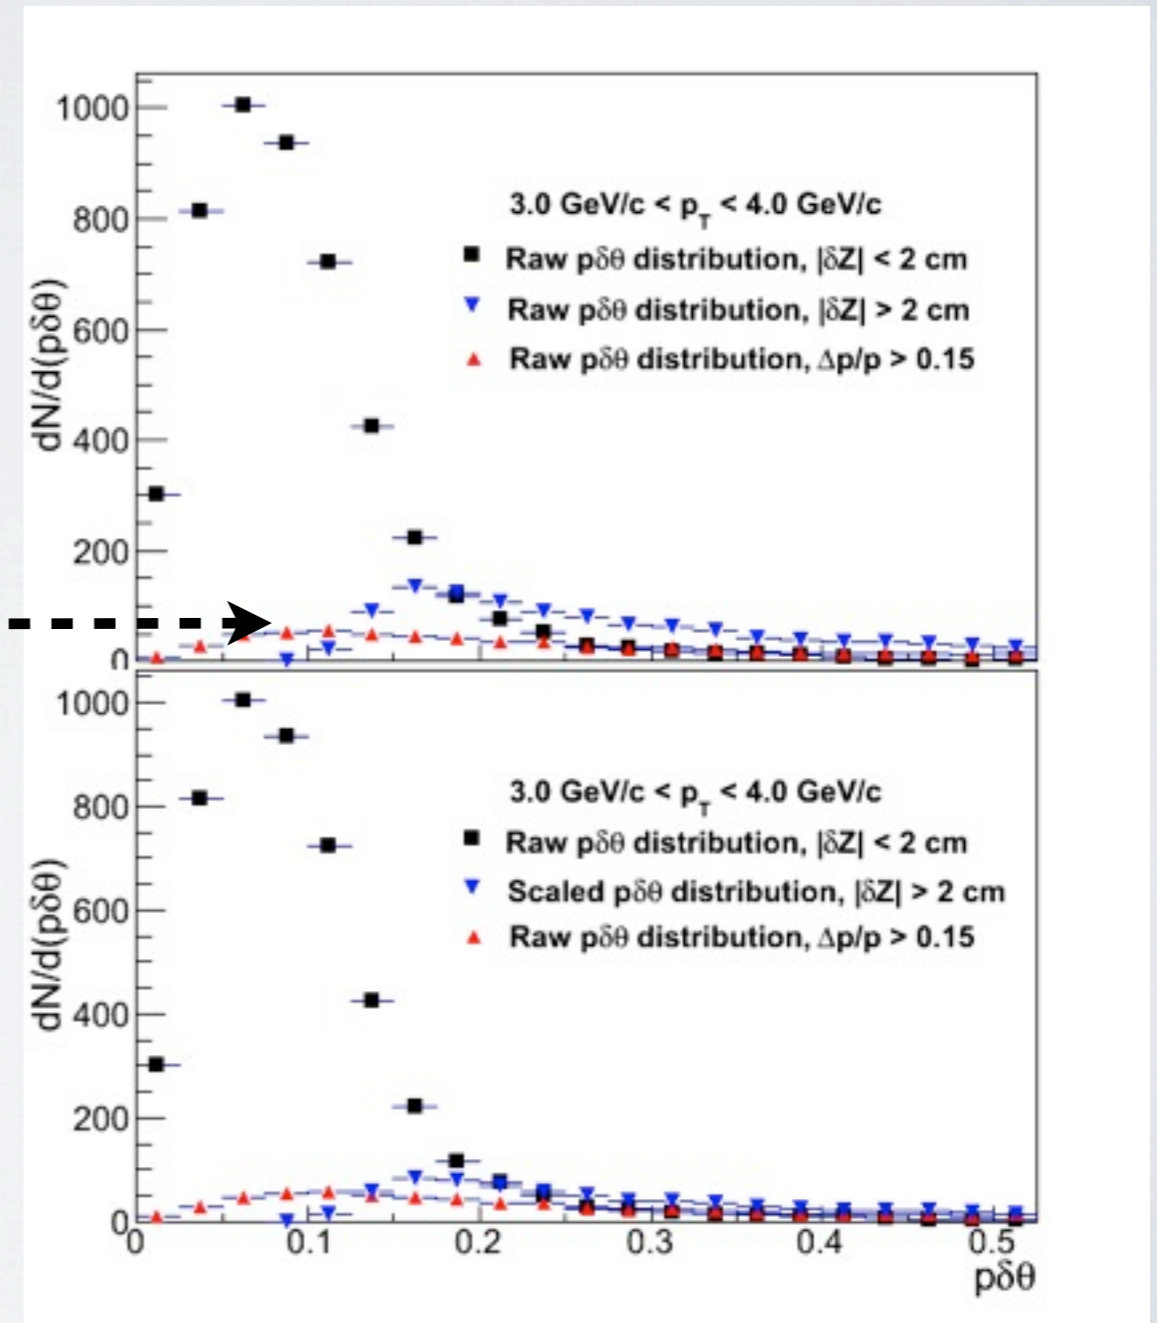 1000
800
600
400
200
0
dN/d(pδθ)
3.0 GeV/c < p_T < 4.0 GeV/c
Raw pδθ distribution, |δZ| < 2 cm
Raw pδθ distribution, |δZ| > 2 cm
Raw pδθ distribution, Δp/p > 0.15
1000
800
600
400
200
0
dN/d(pδθ)
3.0 GeV/c < p_T < 4.0 GeV/c
Raw pδθ distribution, |δZ| < 2 cm
Scaled pδθ distribution, |δZ| > 2 cm
Raw pδθ distribution, Δp/p > 0.15
0 0.1 0.2 0.3 0.4 0.5
pδθ